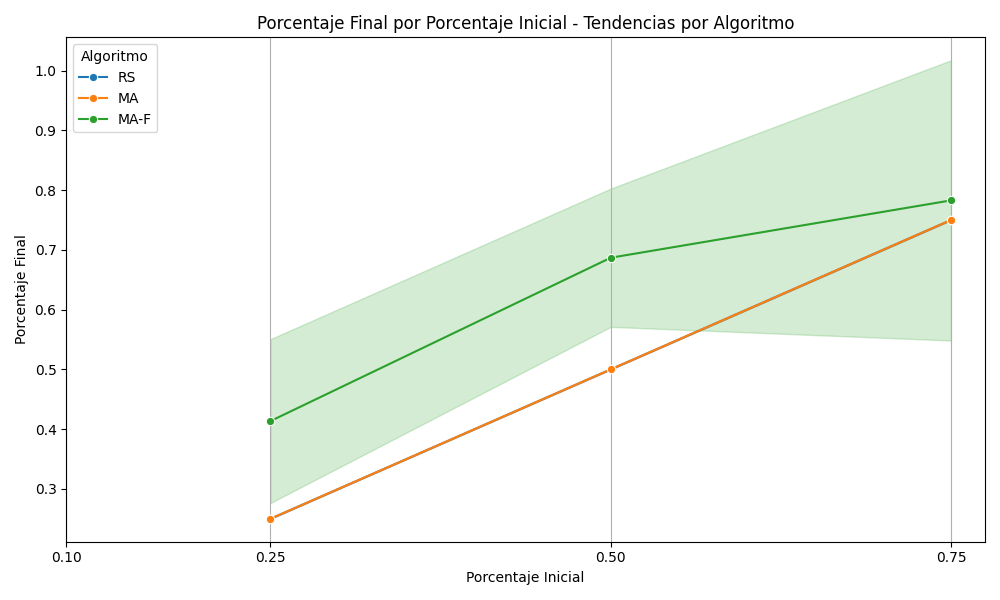 Porcentaje Final por Porcentaje Inicial - Tendencias por Algoritmo
Algoritmo
RS
MA
MA-F
Porcentaje Final
1.0
0.9
0.8
0.7
0.6
0.5
0.4
0.3
0.10
0.25
0.50
0.75
Porcentaje Inicial